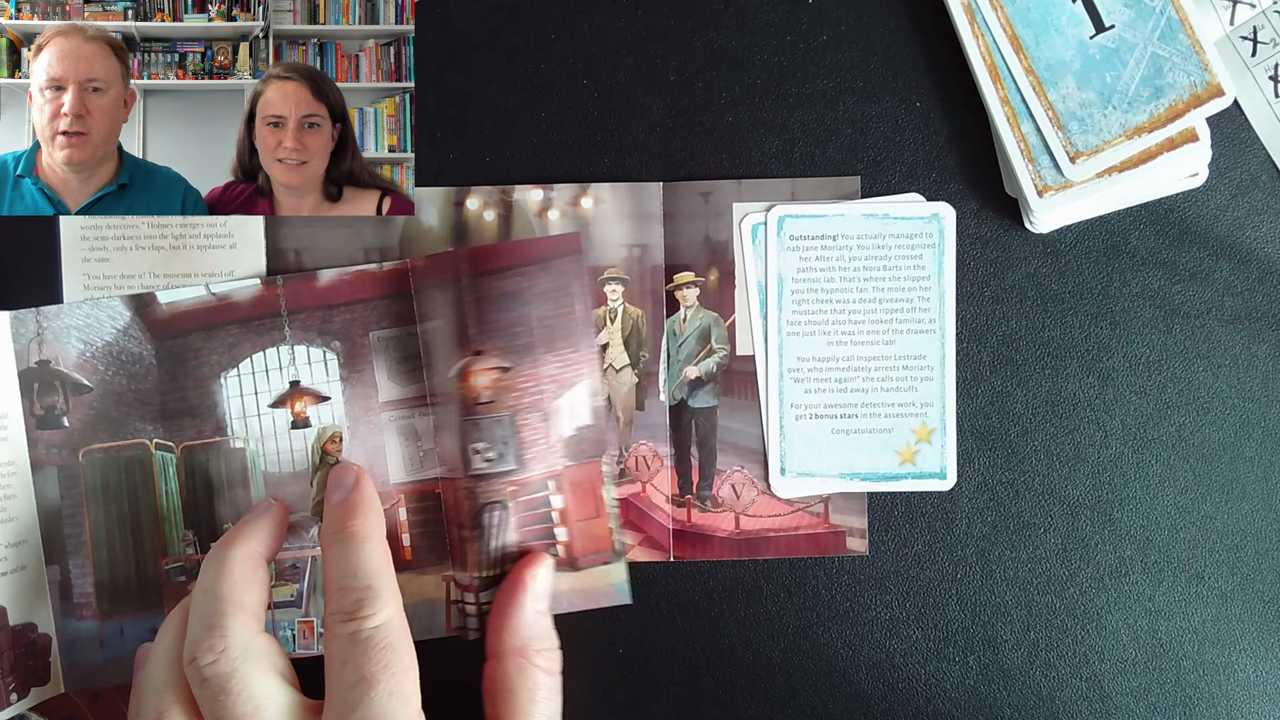 worthy detectives." Holmes emerges out of
the semi-darkness into the light and applauds
– slowly, only a few claps, but it is applause all
the same.
"You have done it! The museum is sealed off.
1
Outstanding! You actually managed to
nab Jane Moriarty. You likely recognized
her. After all, you already crossed
paths with her as Nora Barts in the
forensic lab. That's where she slipped
you the hypnotic fan. The mole on her
right cheek was a dead giveaway. The
mustache that you just ripped off her
face should also have looked familiar, as
one just like it was in one of the drawers
in the forensic lab!
You happily call Inspector Lestrade
over, who immediately arrests Moriarty.
"We'll meet again!" she calls out to you
as she is led away in handcuffs.
For your awesome detective work, you
get 2 bonus stars in the assessment.
Congratulations!
IV
V
L